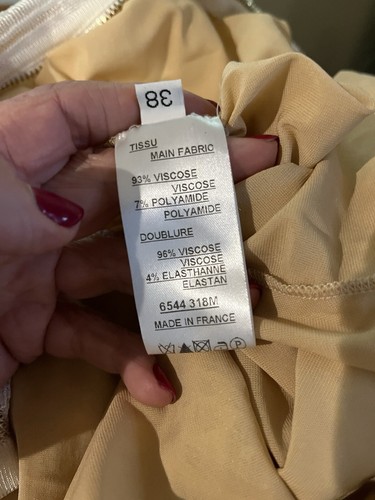 38
TISSU
MAIN FABRIC
93% VISCOSE
VISCOSE
7% POLYAMIDE
POLYAMIDE
DOUBLURE
96% VISCOSE
VISCOSE
4% ELASTHANNE
ELASTAN
6544 318M
MADE IN FRANCE
P